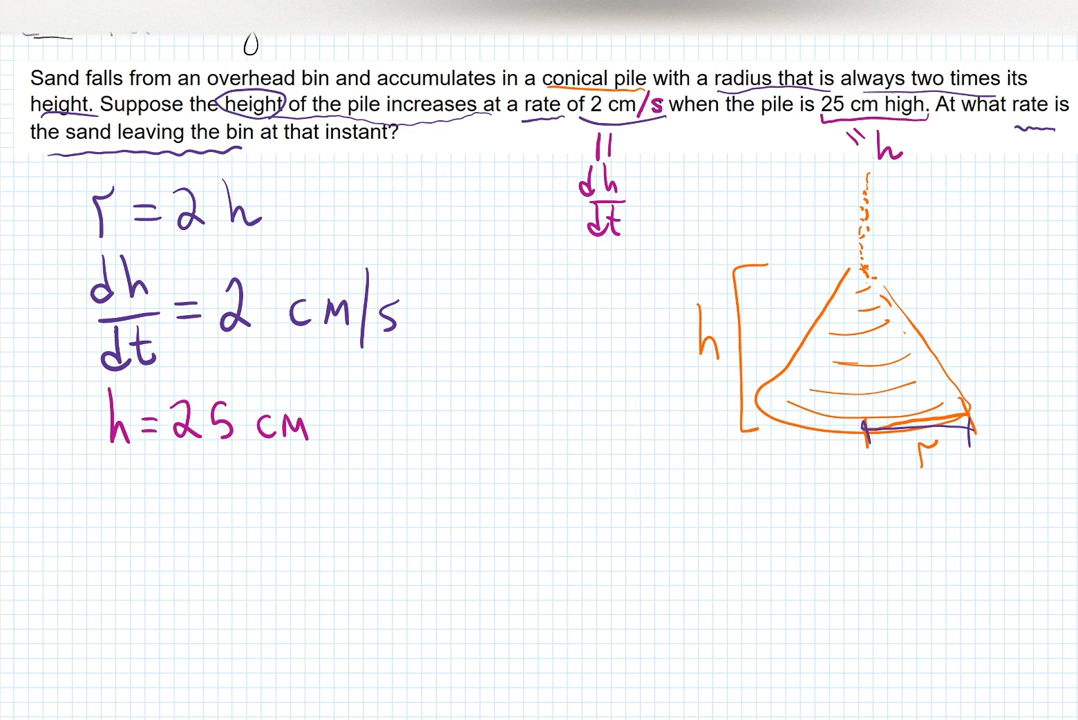 Sand falls from an overhead bin and accumulates in a conical pile with a radius that is always two times its
height. Suppose the height of the pile increases at a rate of 2 cm/s when the pile is 25 cm high. At what rate is
the sand leaving the bin at that instant?
= h
= dh/dt
r = 2 h
dh/dt = 2 cm/s
h = 25 cm
h
r